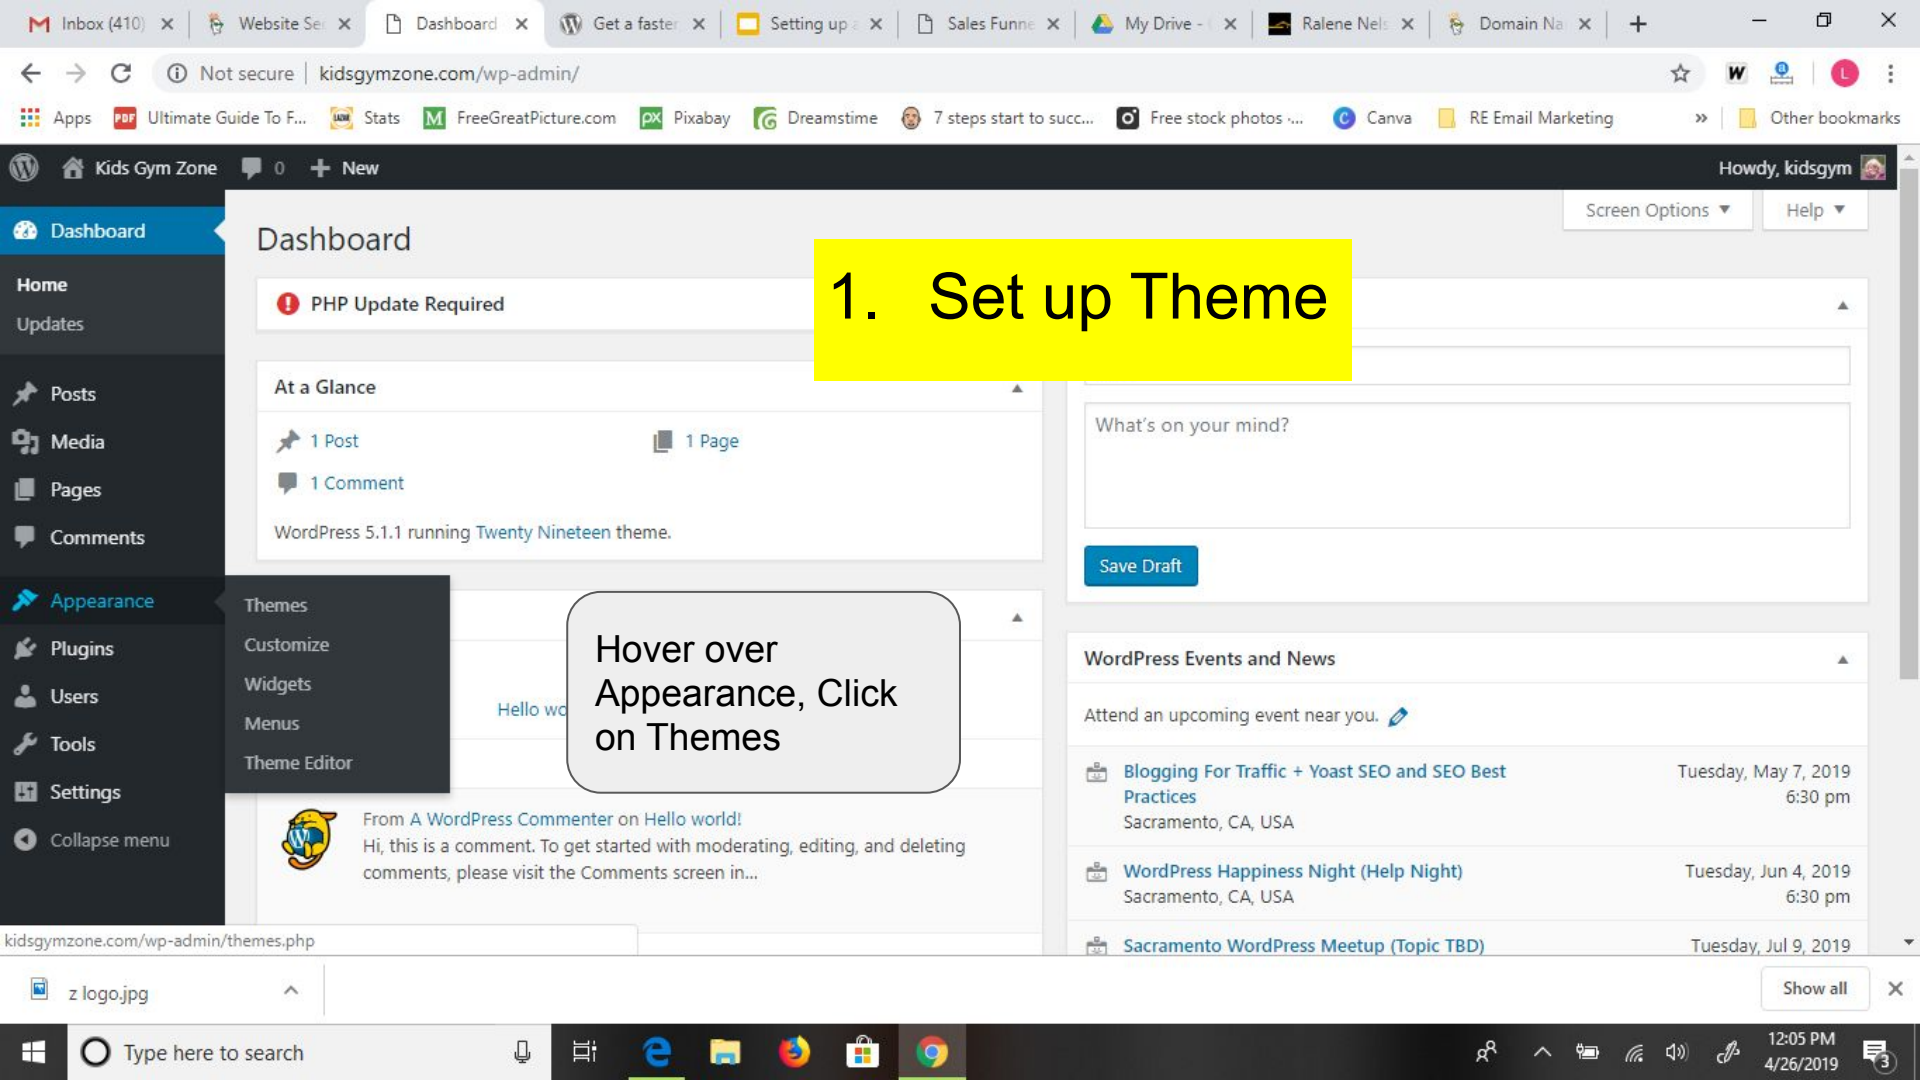 Inbox (410)
Website Ser
Dashboard
Get a faster
Setting up a
Sales Funne
My Drive -
Ralene Nels
Domain Na
Not secure | kidsgymzone.com/wp-admin/
W
L
Apps
PDF
Ultimate Guide To F...
Stats
M
FreeGreatPicture.com
px
Pixabay
Dreamstime
7 steps start to succ...
Free stock photos -...
C
Canva
RE Email Marketing
»
Other bookmarks
Kids Gym Zone
0
+ New
Howdy, kidsgym
Screen Options
Help
Dashboard
Home
Updates
Posts
Media
Pages
Comments
Appearance
Plugins
Users
Tools
Settings
Collapse menu
Themes
Customize
Widgets
Menus
Theme Editor
Dashboard
PHP Update Required
1. Set up Theme
At a Glance
1 Post
1 Page
1 Comment
WordPress 5.1.1 running Twenty Nineteen theme.
What's on your mind?
Save Draft
Hover over
Appearance, Click
on Themes
Hello wo
From A WordPress Commenter on Hello world!
Hi, this is a comment. To get started with moderating, editing, and deleting
comments, please visit the Comments screen in...
WordPress Events and News
Attend an upcoming event near you.
Blogging For Traffic + Yoast SEO and SEO Best
Practices
Sacramento, CA, USA
Tuesday, May 7, 2019
6:30 pm
WordPress Happiness Night (Help Night)
Sacramento, CA, USA
Tuesday, Jun 4, 2019
6:30 pm
Sacramento WordPress Meetup (Topic TBD)
Tuesday, Jul 9, 2019
kidsgymzone.com/wp-admin/themes.php
z logo.jpg
Show all
Type here to search
12:05 PM
4/26/2019
3